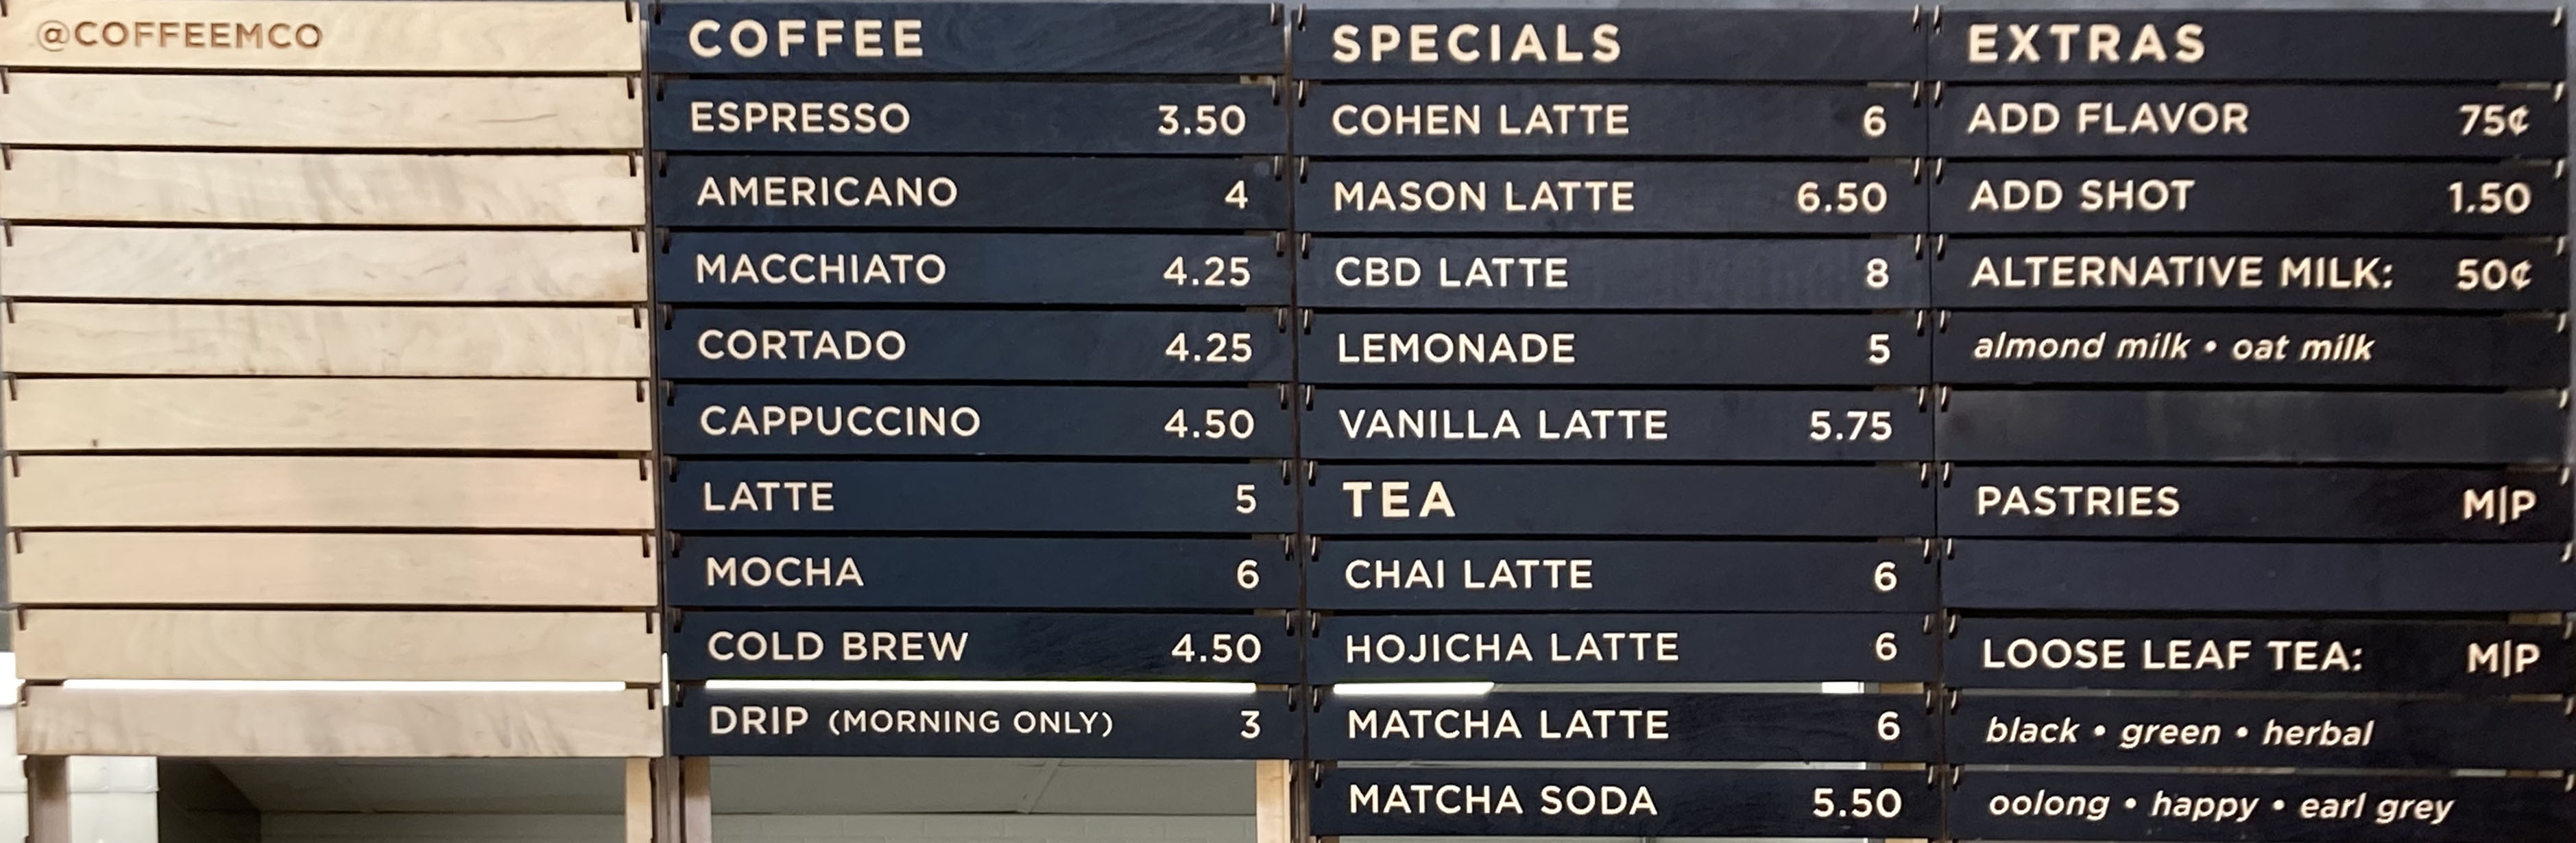 @COFFEEMCO
COFFEE
ESPRESSO 3.50
AMERICANO 4
MACCHIATO 4.25
CORTADO 4.25
CAPPUCCINO 4.50
LATTE 5
MOCHA 6
COLD BREW 4.50
DRIP (MORNING ONLY) 3
SPECIALS
COHEN LATTE 6
MASON LATTE 6.50
CBD LATTE 8
LEMONADE 5
VANILLA LATTE 5.75
TEA
CHAI LATTE 6
HOJICHA LATTE 6
MATCHA LATTE 6
MATCHA SODA 5.50
EXTRAS
ADD FLAVOR 75¢
ADD SHOT 1.50
ALTERNATIVE MILK: 50¢
almond milk • oat milk
PASTRIES M|P
LOOSE LEAF TEA: M|P
black • green • herbal
oolong • happy • earl grey